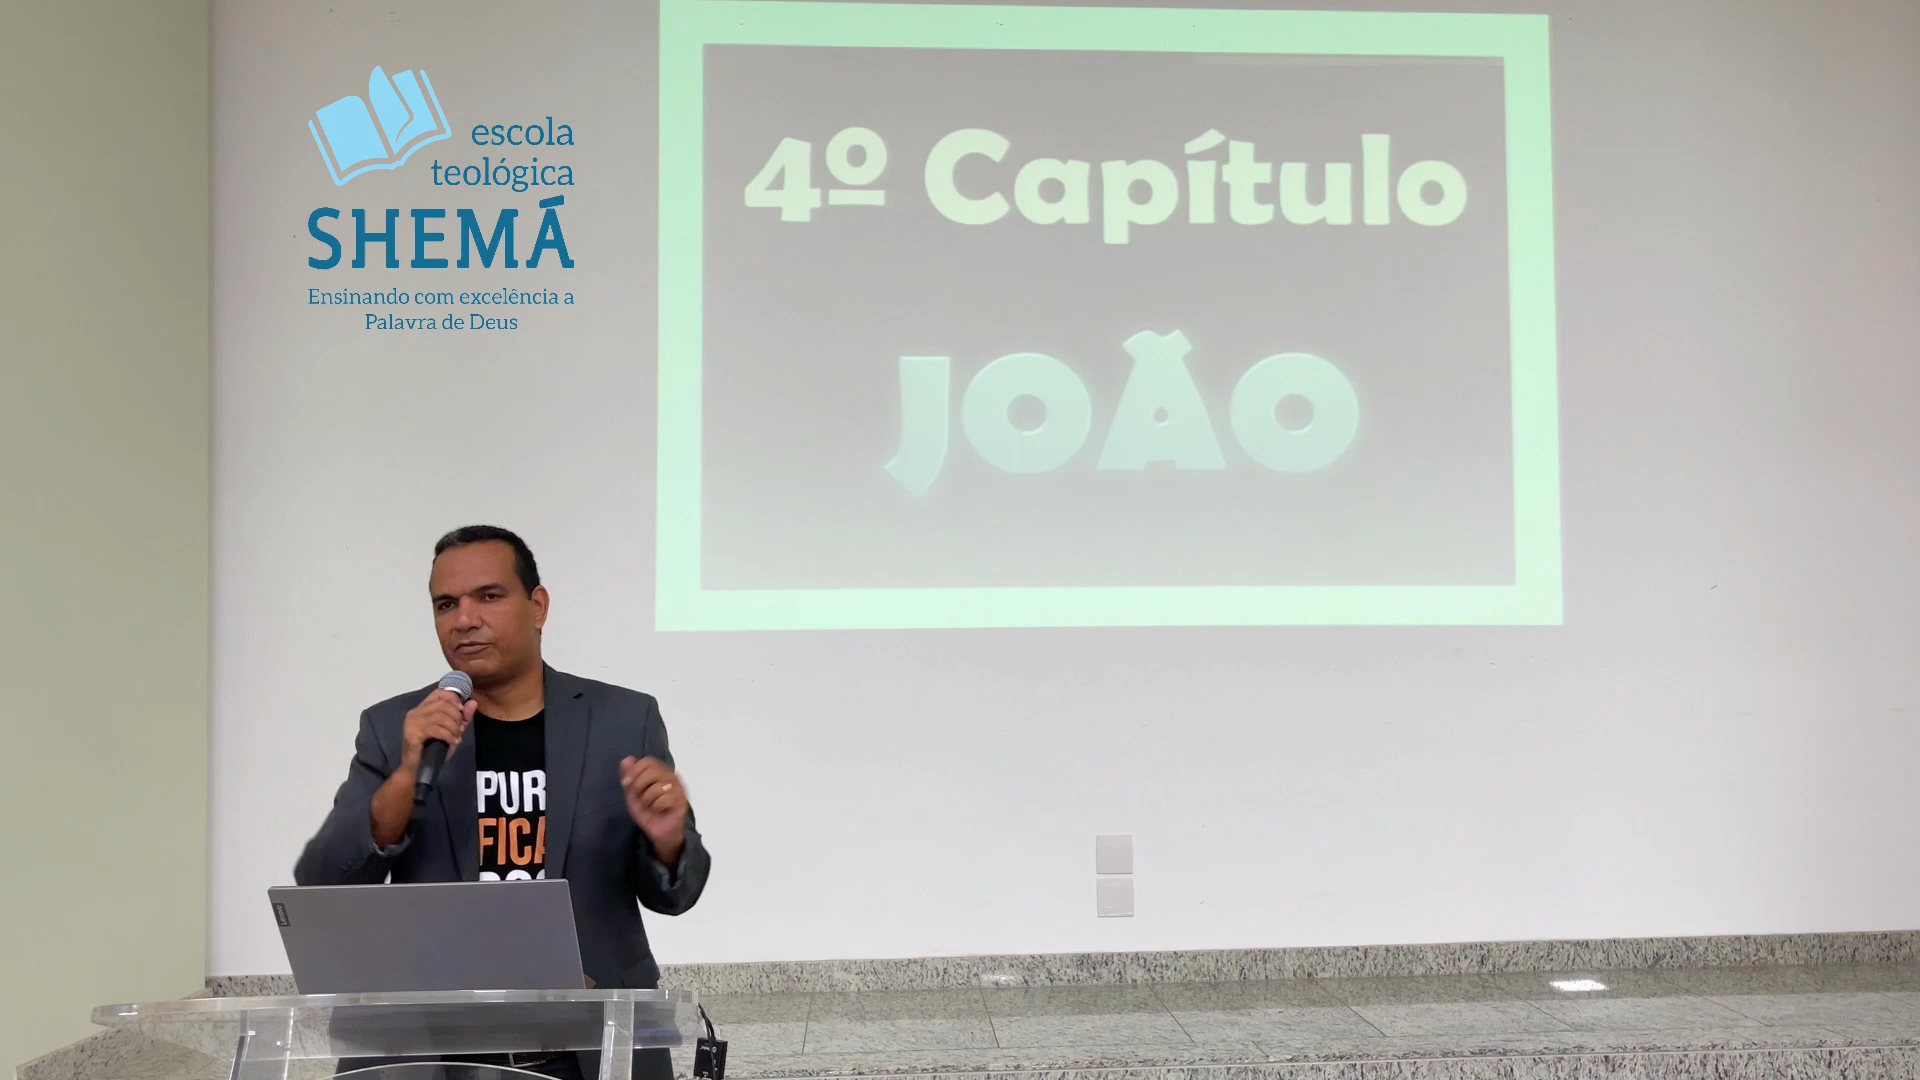 escola
teológica
SHEMÁ
Ensinando com excelência a
Palavra de Deus
4º Capítulo
JOÃO
PUR
FICA